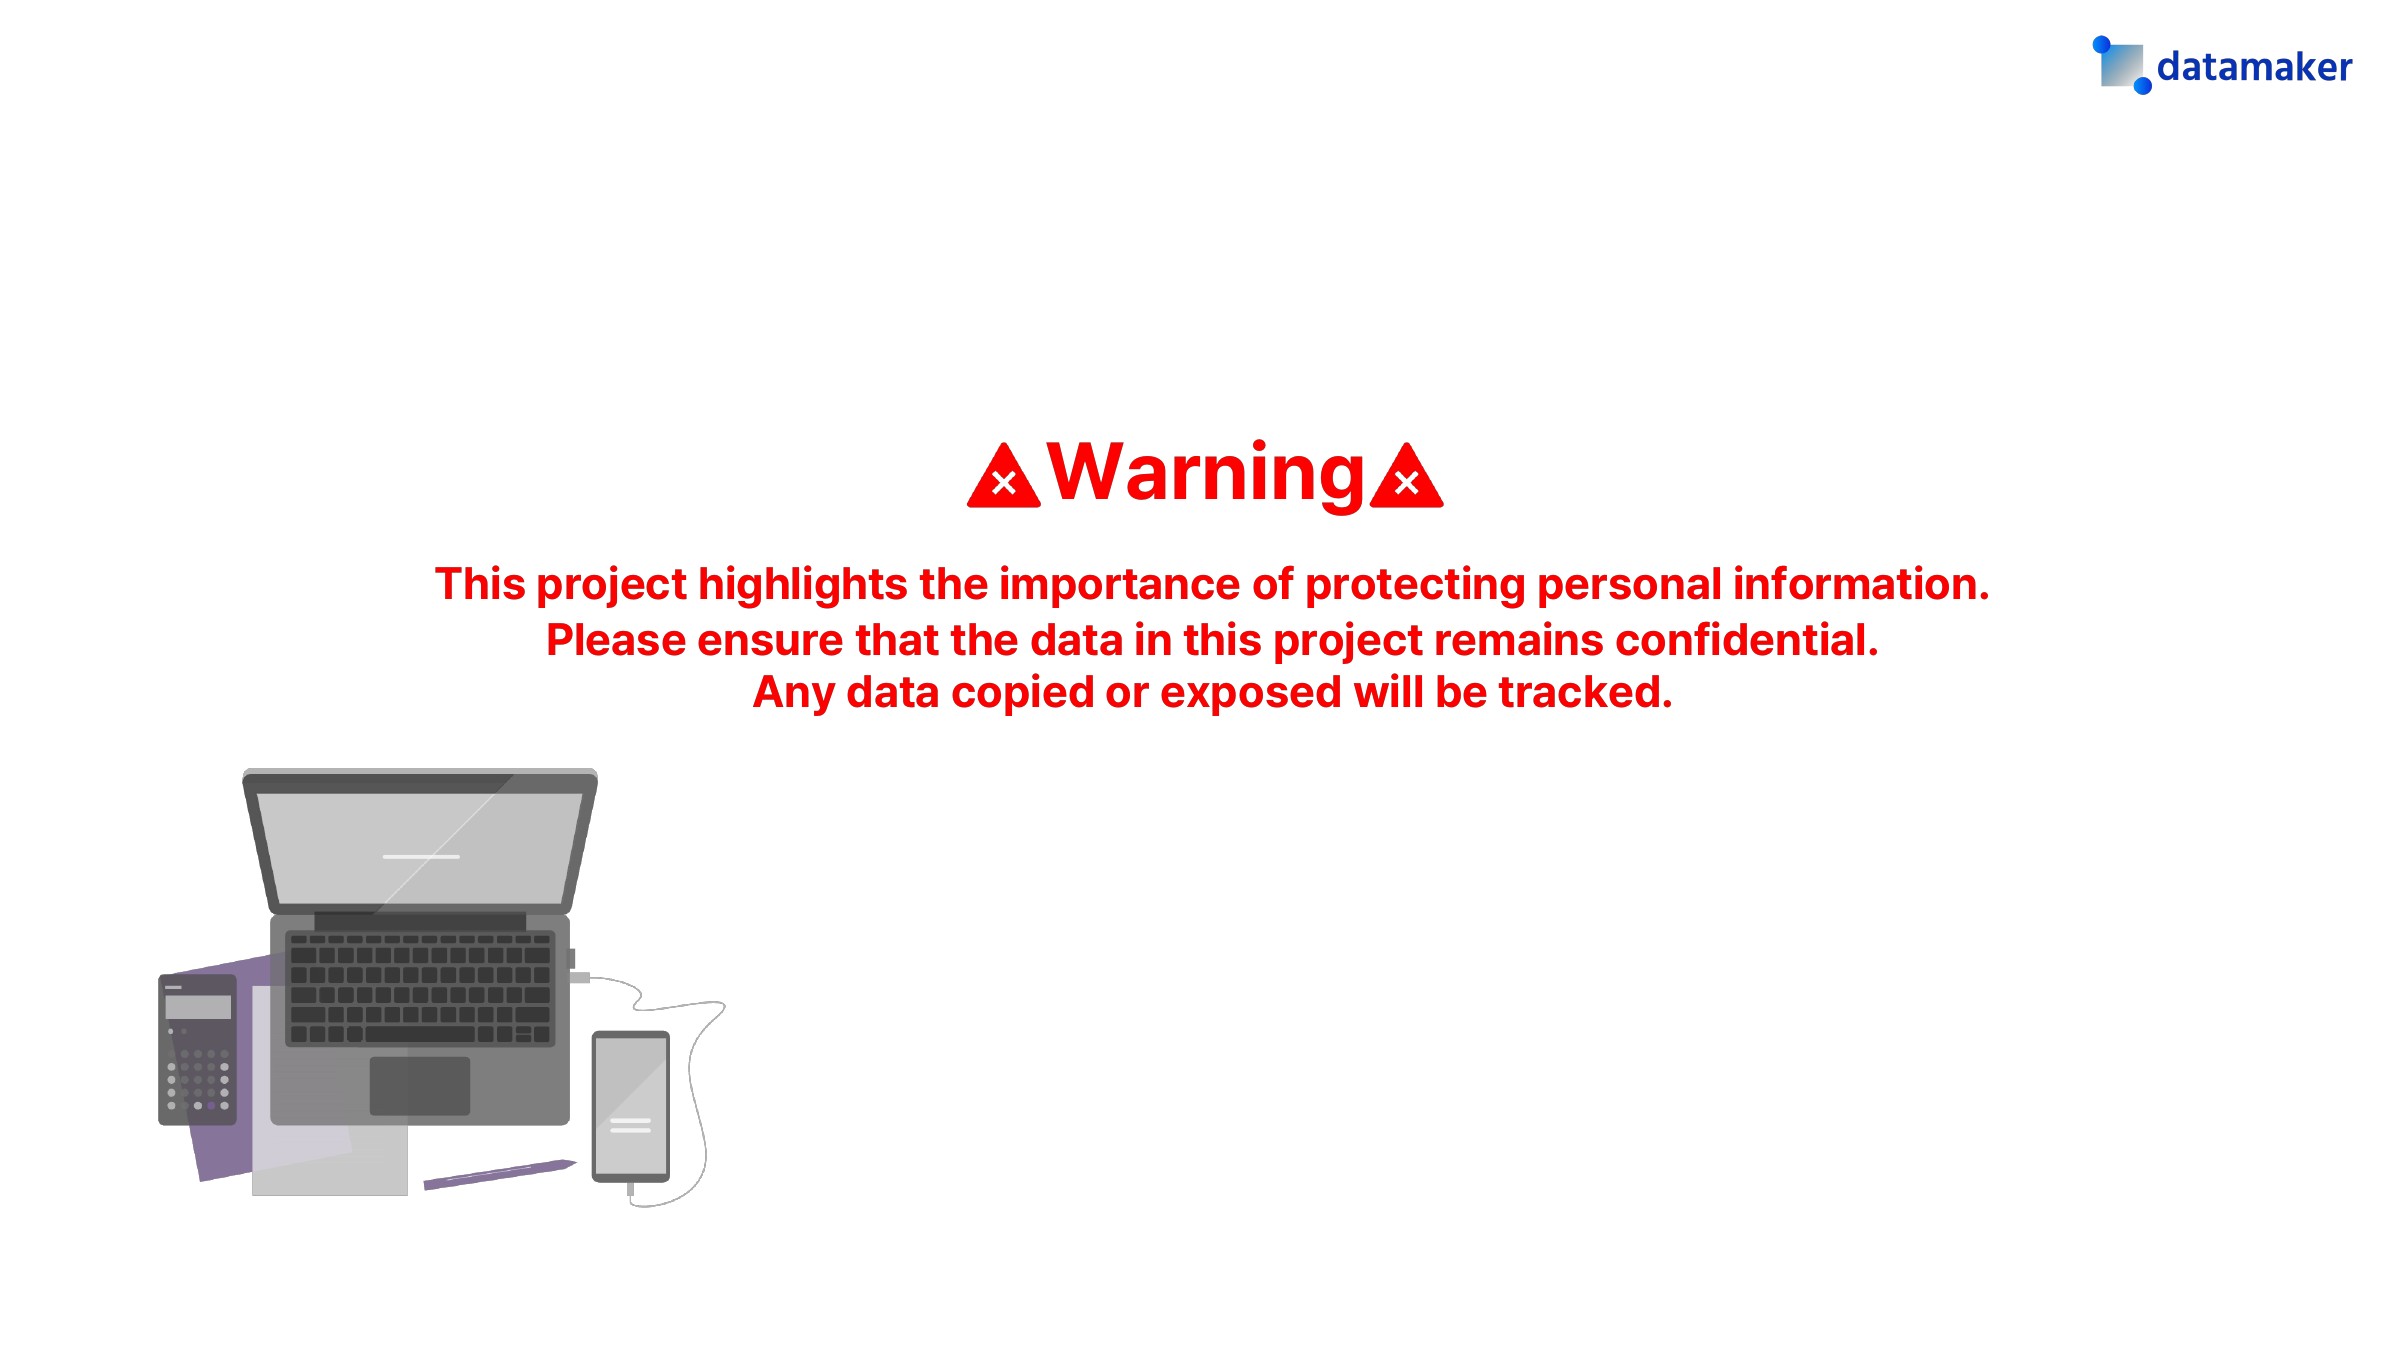 datamaker
Warning
This project highlights the importance of protecting personal information.
Please ensure that the data in this project remains confidential.
Any data copied or exposed will be tracked.